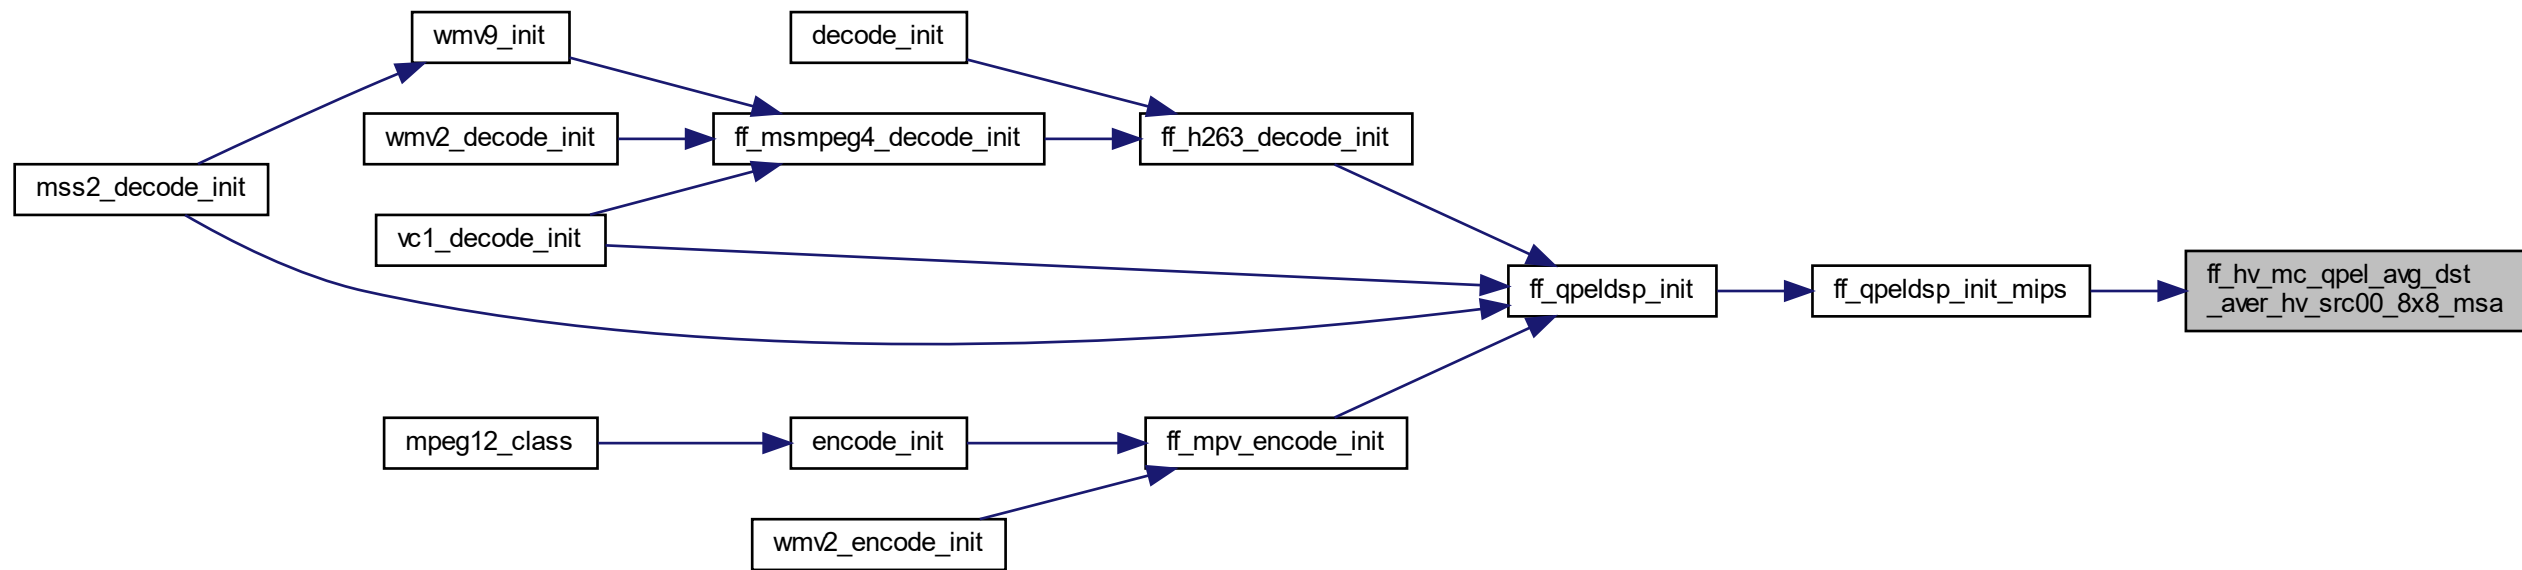 wmv9_init
decode_init
wmv2_decode_init
ff_msmpeg4_decode_init
ff_h263_decode_init
mss2_decode_init
vc1_decode_init
ff_qpeldsp_init
ff_qpeldsp_init_mips
ff_hv_mc_qpel_avg_dst
_aver_hv_src00_8x8_msa
mpeg12_class
encode_init
ff_mpv_encode_init
wmv2_encode_init